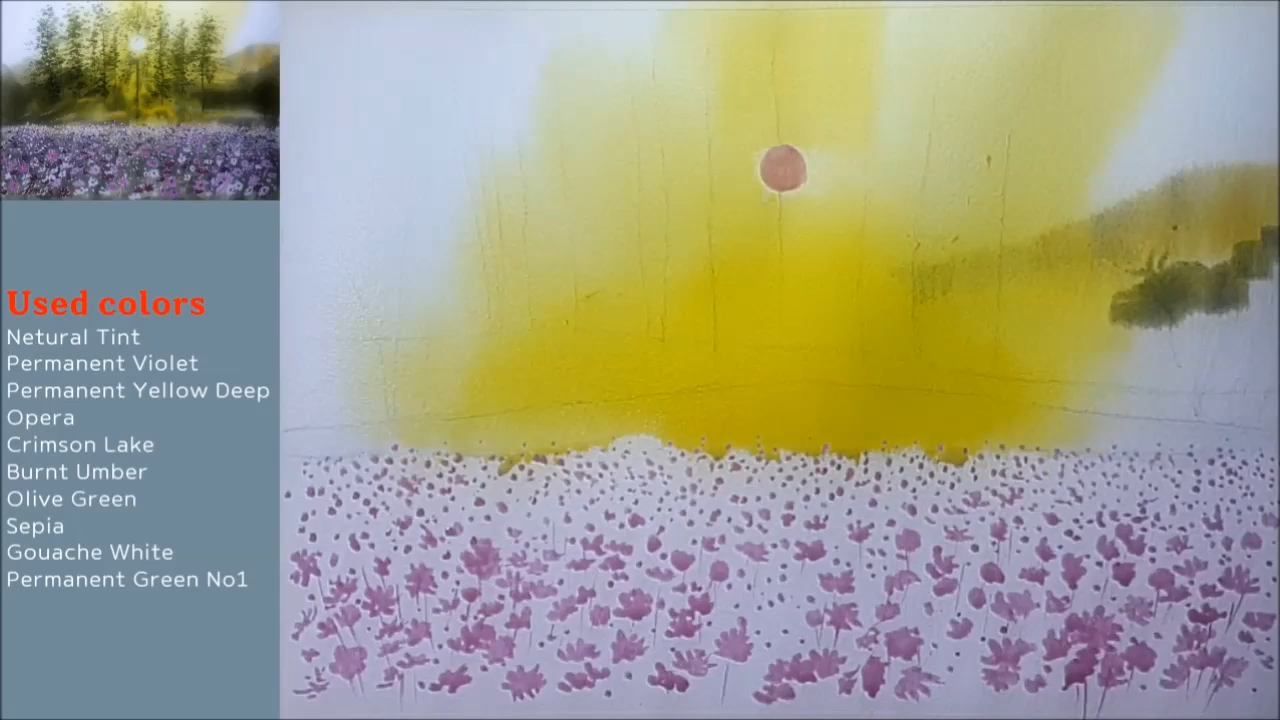 Used colors
Netural Tint
Permanent Violet
Permanent Yellow Deep
Opera
Crimson Lake
Burnt Umber
Olive Green
Sepia
Gouache White
Permanent Green No1